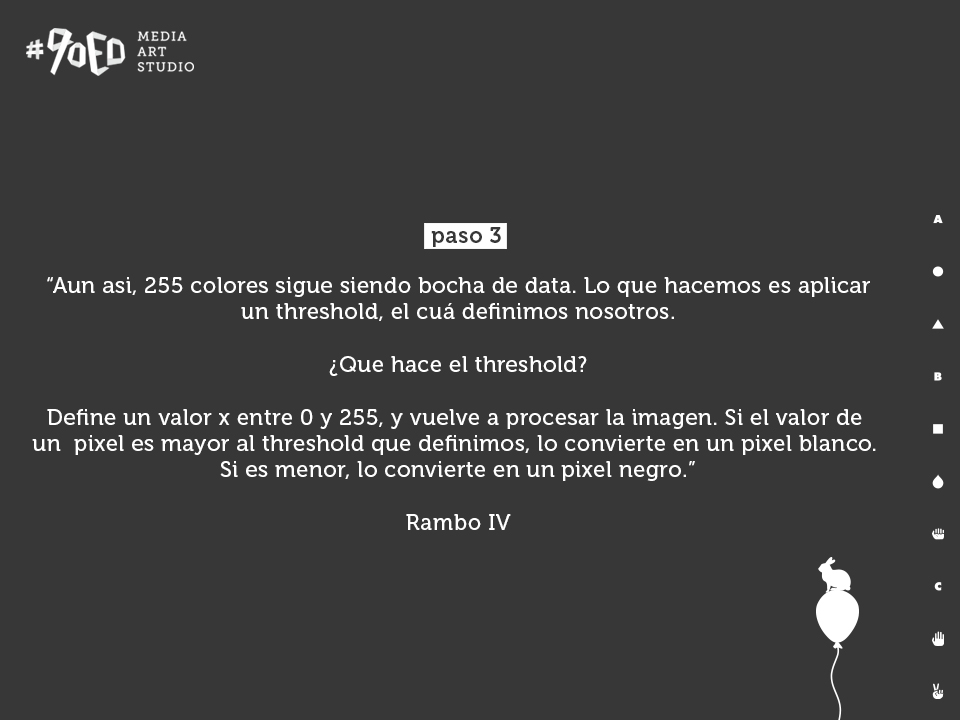 #90ED
MEDIA
ART
STUDIO
paso 3
“Aun asi, 255 colores sigue siendo bocha de data. Lo que hacemos es aplicar
un threshold, el cuá definimos nosotros.
¿Que hace el threshold?
Define un valor x entre 0 y 255, y vuelve a procesar la imagen. Si el valor de
un  pixel es mayor al threshold que definimos, lo convierte en un pixel blanco.
Si es menor, lo convierte en un pixel negro.”
Rambo IV
A
B
C